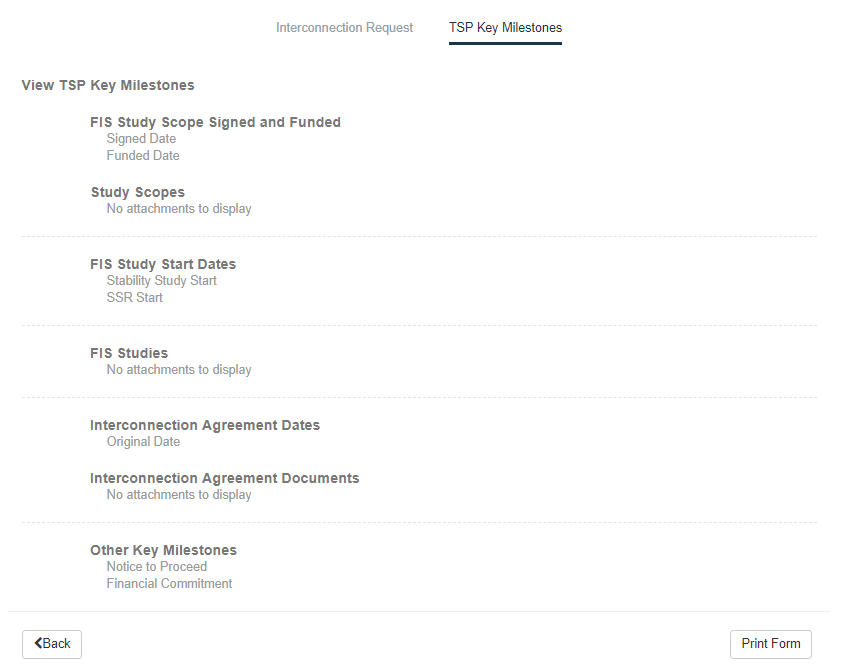 Interconnection Request TSP Key Milestones
View TSP Key Milestones
FIS Study Scope Signed and Funded
Signed Date
Funded Date
Study Scopes
No attachments to display
FIS Study Start Dates
Stability Study Start
SSR Start
FIS Studies
No attachments to display
Interconnection Agreement Dates
Original Date
Interconnection Agreement Documents
No attachments to display
Other Key Milestones
Notice to Proceed
Financial Commitment
Back Print Form